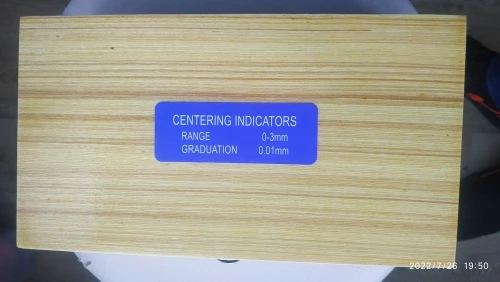 CENTERING INDICATORS
RANGE 0-3mm
GRADUATION 0.01mm
2022/7/26 19:50